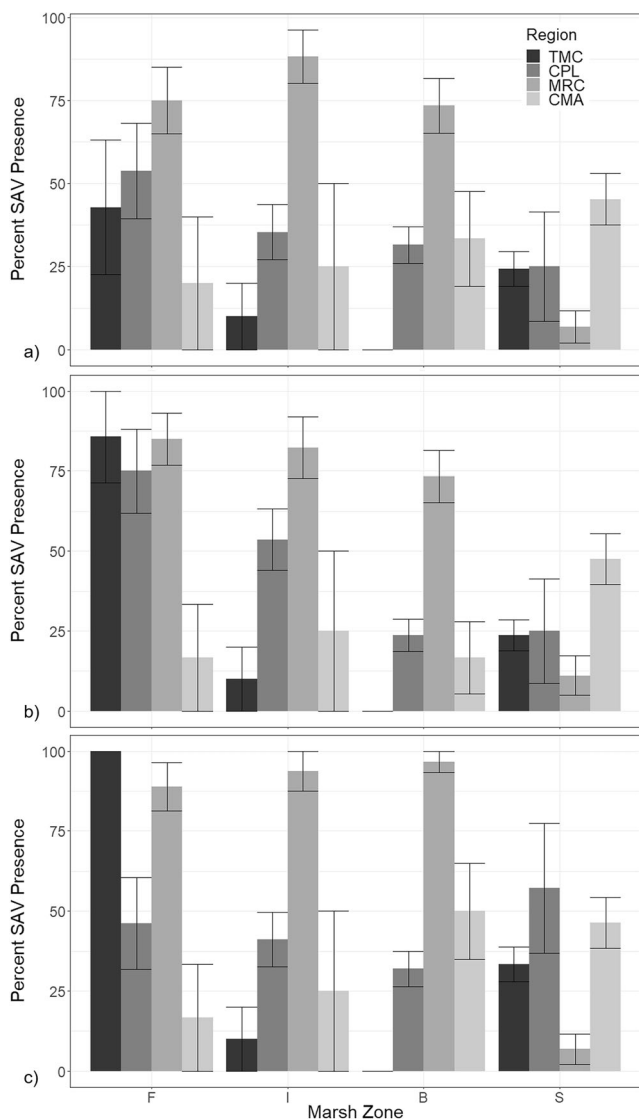 Percent SAV Presence
100
75
50
25
0
a)
Region
TMC
CPL
MRC
CMA
Percent SAV Presence
100
75
50
25
0
b)
Percent SAV Presence
100
75
50
25
0
c)
F I B S
Marsh Zone